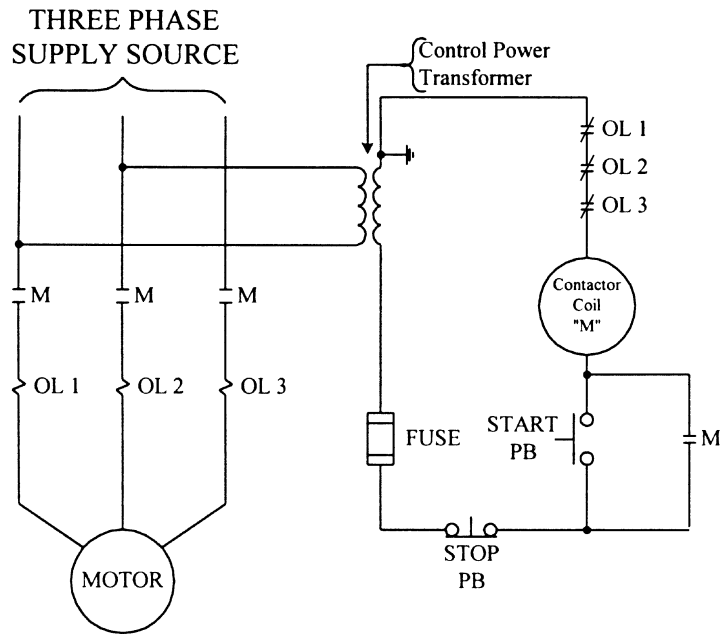 THREE PHASE
SUPPLY SOURCE
Control Power
Transformer
OL 1
OL 2
OL 3
Contactor
Coil
"M"
M
M
M
OL 1
OL 2
OL 3
FUSE
START
PB
M
STOP
PB
MOTOR